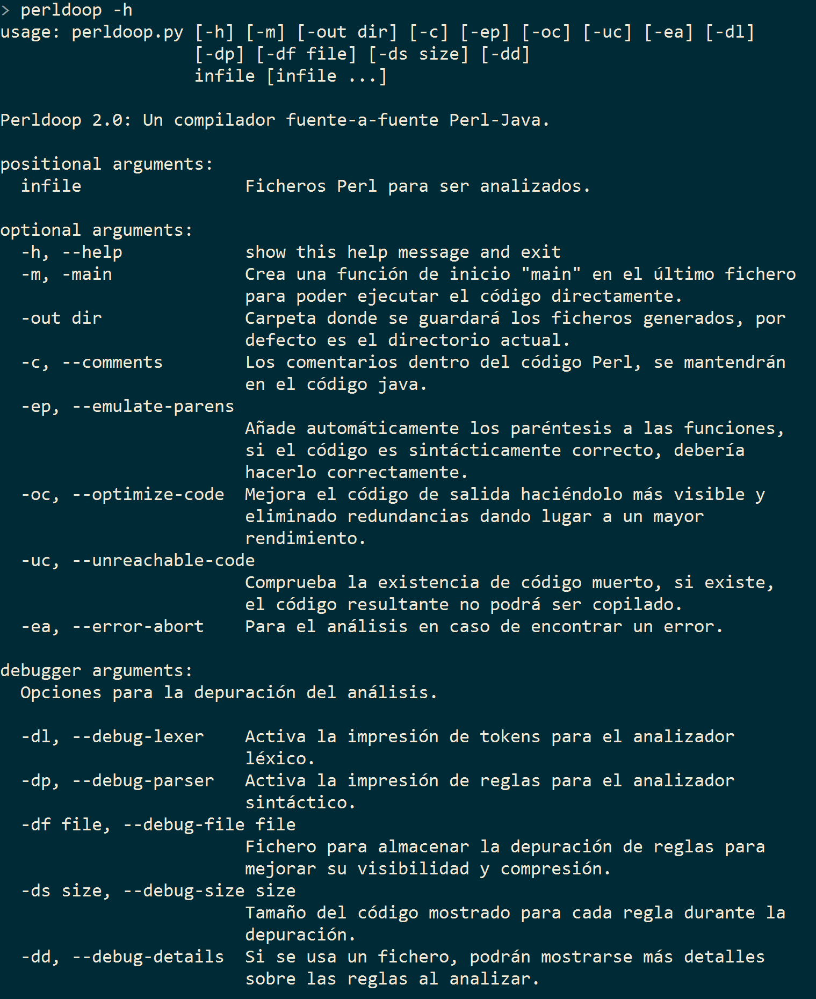 > perldoop -h
usage: perldoop.py [-h] [-m] [-out dir] [-c] [-ep] [-oc] [-uc] [-ea] [-dl]
[-dp] [-df file] [-ds size] [-dd]
infile [infile ...]
Perldoop 2.0: Un compilador fuente-a-fuente Perl-Java.
positional arguments:
infile Ficheros Perl para ser analizados.
optional arguments:
-h, --help show this help message and exit
-m, -main Crea una función de inicio "main" en el último fichero
para poder ejecutar el código directamente.
-out dir Carpeta donde se guardará los ficheros generados, por
defecto es el directorio actual.
-c, --comments Los comentarios dentro del código Perl, se mantendrán
en el código java.
-ep, --emulate-parens
Añade automáticamente los paréntesis a las funciones,
si el código es sintácticamente correcto, debería
hacerlo correctamente.
-oc, --optimize-code Mejora el código de salida haciéndolo más visible y
eliminado redundancias dando lugar a un mayor
rendimiento.
-uc, --unreachable-code
Comprueba la existencia de código muerto, si existe,
el código resultante no podrá ser copilado.
-ea, --error-abort Para el análisis en caso de encontrar un error.
debugger arguments:
Opciones para la depuración del análisis.
-dl, --debug-lexer Activa la impresión de tokens para el analizador
léxico.
-dp, --debug-parser Activa la impresión de reglas para el analizador
sintáctico.
-df file, --debug-file file
Fichero para almacenar la depuración de reglas para
mejorar su visibilidad y compresión.
-ds size, --debug-size size
Tamaño del código mostrado para cada regla durante la
depuración.
-dd, --debug-details Si se usa un fichero, podrán mostrarse más detalles
sobre las reglas al analizar.